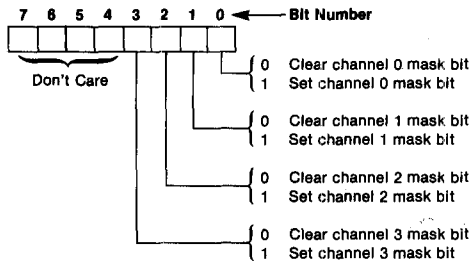 7 6 5 4 3 2 1 0 Bit Number
Don't Care
0 Clear channel 0 mask bit
1 Set channel 0 mask bit
0 Clear channel 1 mask bit
1 Set channel 1 mask bit
0 Clear channel 2 mask bit
1 Set channel 2 mask bit
0 Clear channel 3 mask bit
1 Set channel 3 mask bit